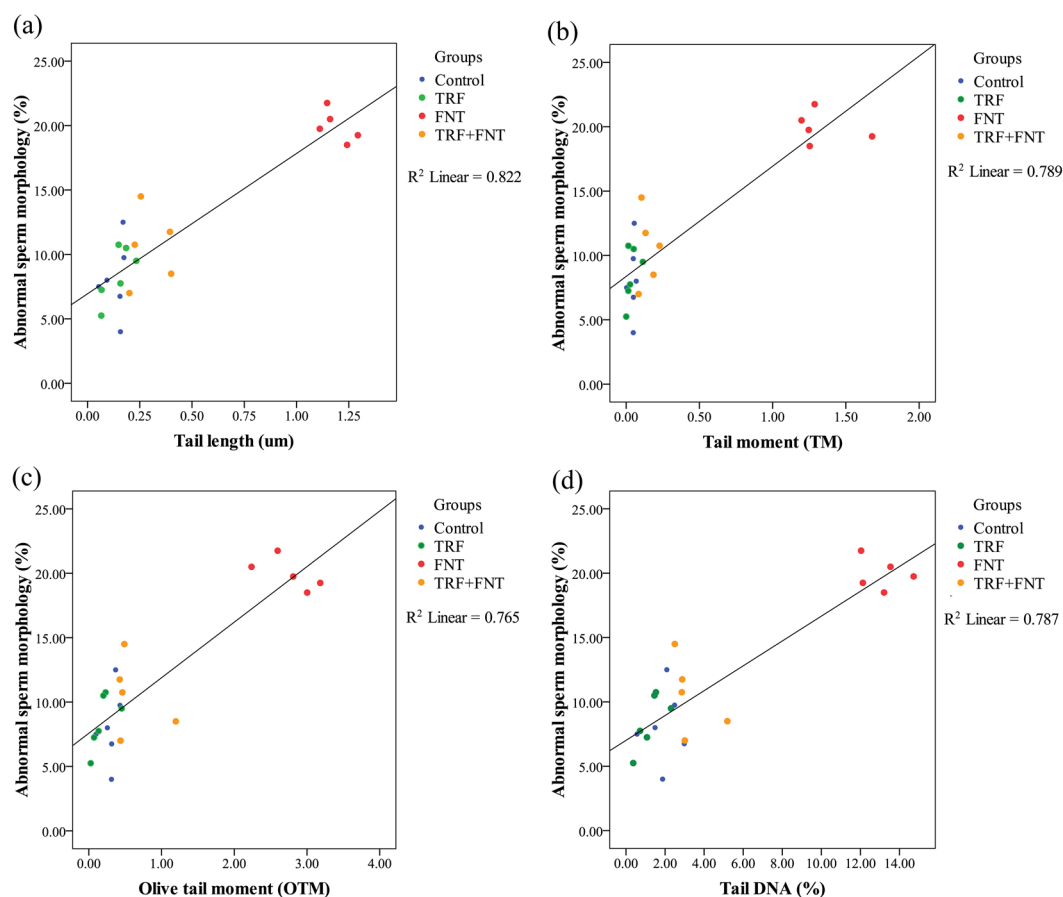 (a)
Abnormal sperm morphology (%)
25.00
20.00
15.00
10.00
5.00
0.00
0.00 0.25 0.50 0.75 1.00 1.25
Tail length (um)
Groups
Control
TRF
FNT
TRF+FNT
R² Linear = 0.822
(b)
Abnormal sperm morphology (%)
25.00
20.00
15.00
10.00
5.00
0.00
0.00 0.50 1.00 1.50 2.00
Tail moment (TM)
Groups
Control
TRF
FNT
TRF+FNT
R² Linear = 0.789
(c)
Abnormal sperm morphology (%)
25.00
20.00
15.00
10.00
5.00
0.00
0.00 1.00 2.00 3.00 4.00
Olive tail moment (OTM)
Groups
Control
TRF
FNT
TRF+FNT
R² Linear = 0.765
(d)
Abnormal sperm morphology (%)
25.00
20.00
15.00
10.00
5.00
0.00
0.00 2.00 4.00 6.00 8.00 10.00 12.00 14.00
Tail DNA (%)
Groups
Control
TRF
FNT
TRF+FNT
R² Linear = 0.787